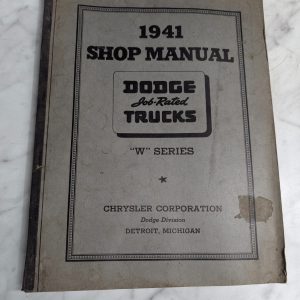 1941
SHOP MANUAL
DODGE
Job-Rated
TRUCKS
"W" SERIES
CHRYSLER CORPORATION
Dodge Division
DETROIT, MICHIGAN